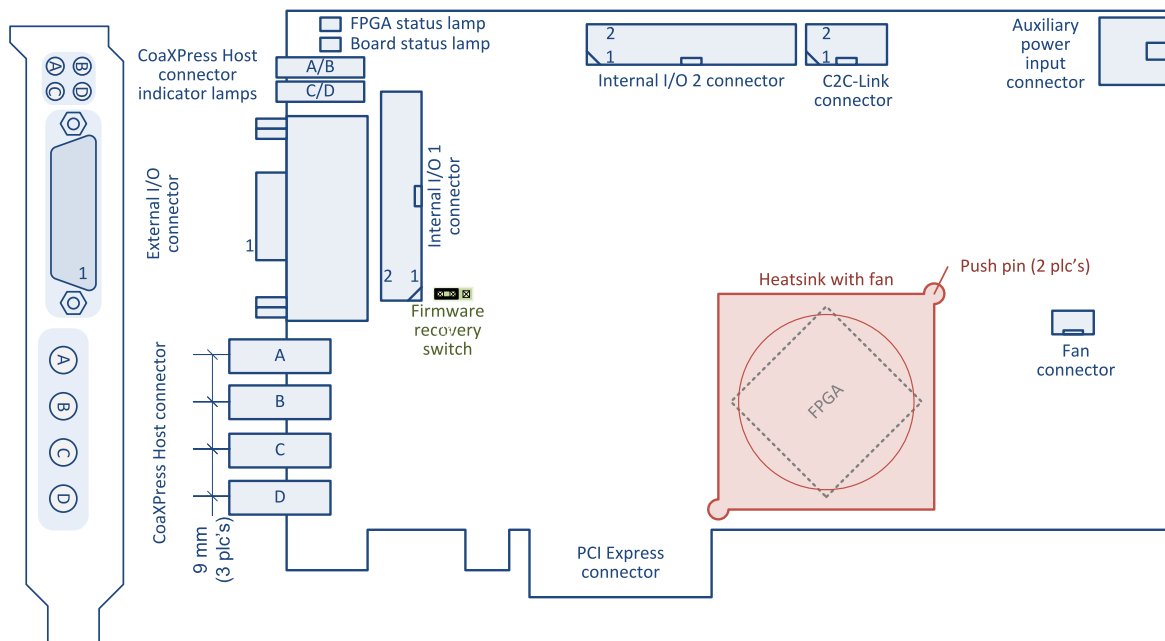 FPGA status lamp
Board status lamp
CoaXPress Host
connector
indicator lamps
A/B
C/D
2
1
Internal I/O 2 connector
2
1
C2C-Link
connector
Auxiliary
power
input
connector
A
B
C
D
1
External I/O
connector
1
Internal I/O 1
connector
2
1
Firmware
recovery
switch
Heatsink with fan
Push pin (2 plc's)
FPGA
Fan
connector
A
B
C
D
CoaXPress Host connector
A
B
C
D
9 mm
(3 plc's)
PCI Express
connector